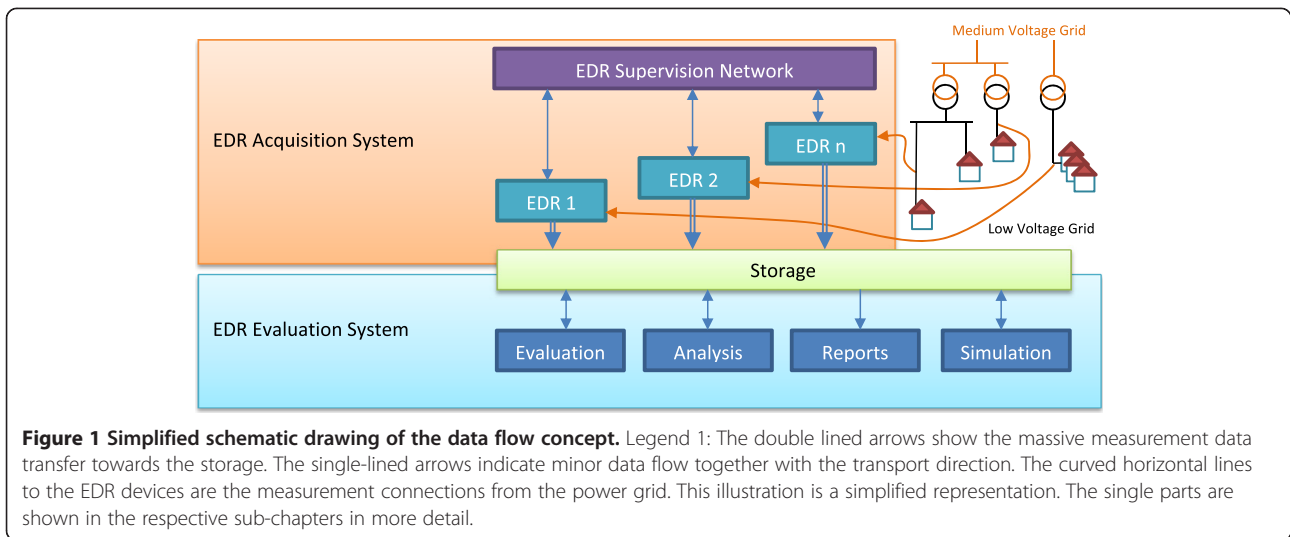 Medium Voltage Grid
EDR Supervision Network
EDR Acquisition System
EDR n
EDR 2
EDR 1
Low Voltage Grid
Storage
EDR Evaluation System
Evaluation
Analysis
Reports
Simulation
Figure 1 Simplified schematic drawing of the data flow concept. Legend 1: The double lined arrows show the massive measurement data
transfer towards the storage. The single-lined arrows indicate minor data flow together with the transport direction. The curved horizontal lines
to the EDR devices are the measurement connections from the power grid. This illustration is a simplified representation. The single parts are
shown in the respective sub-chapters in more detail.